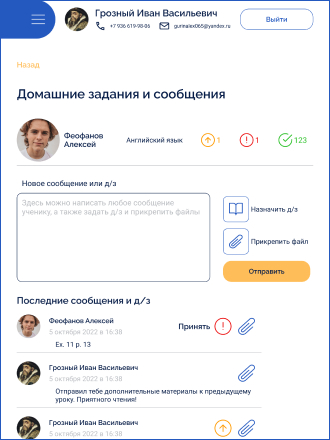 Грозный Иван Васильевич
+7 936 619-98-06
gurmalex065@yandex.ru
Выйти
Назад
Домашние задания и сообщения
Феофанов
Алексей
Английский язык
1
1
123
Новое сообщение или д/з
Здесь можно написать любое сообщение
ученику, а также задать д/з и прикрепить файлы
Назначить д/з
Прикрепить файл
Отправить
Последние сообщения и д/з
Феофанов Алексей
5 октября 2022 в 16:38
Ex. 11 p. 13
Принять
Грозный Иван Васильевич
5 октября 2022 в 16:38
Отправил тебе дополнительные материалы к предыдущему
уроку. Приятного чтения!
Грозный Иван Васильевич
5 октября 2022 в 16:38